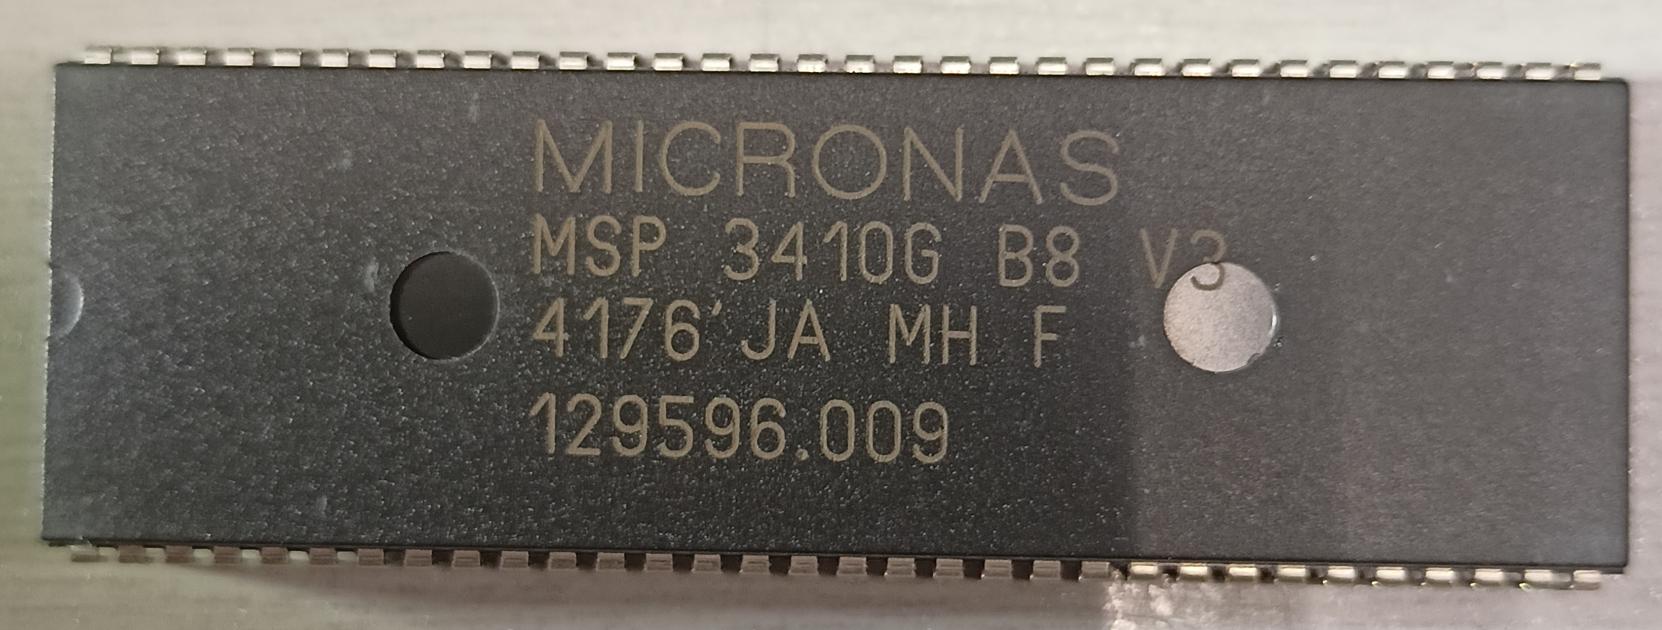 MICRONAS
MSP 3410G B8 V3
4176' JA MH F
129596.009